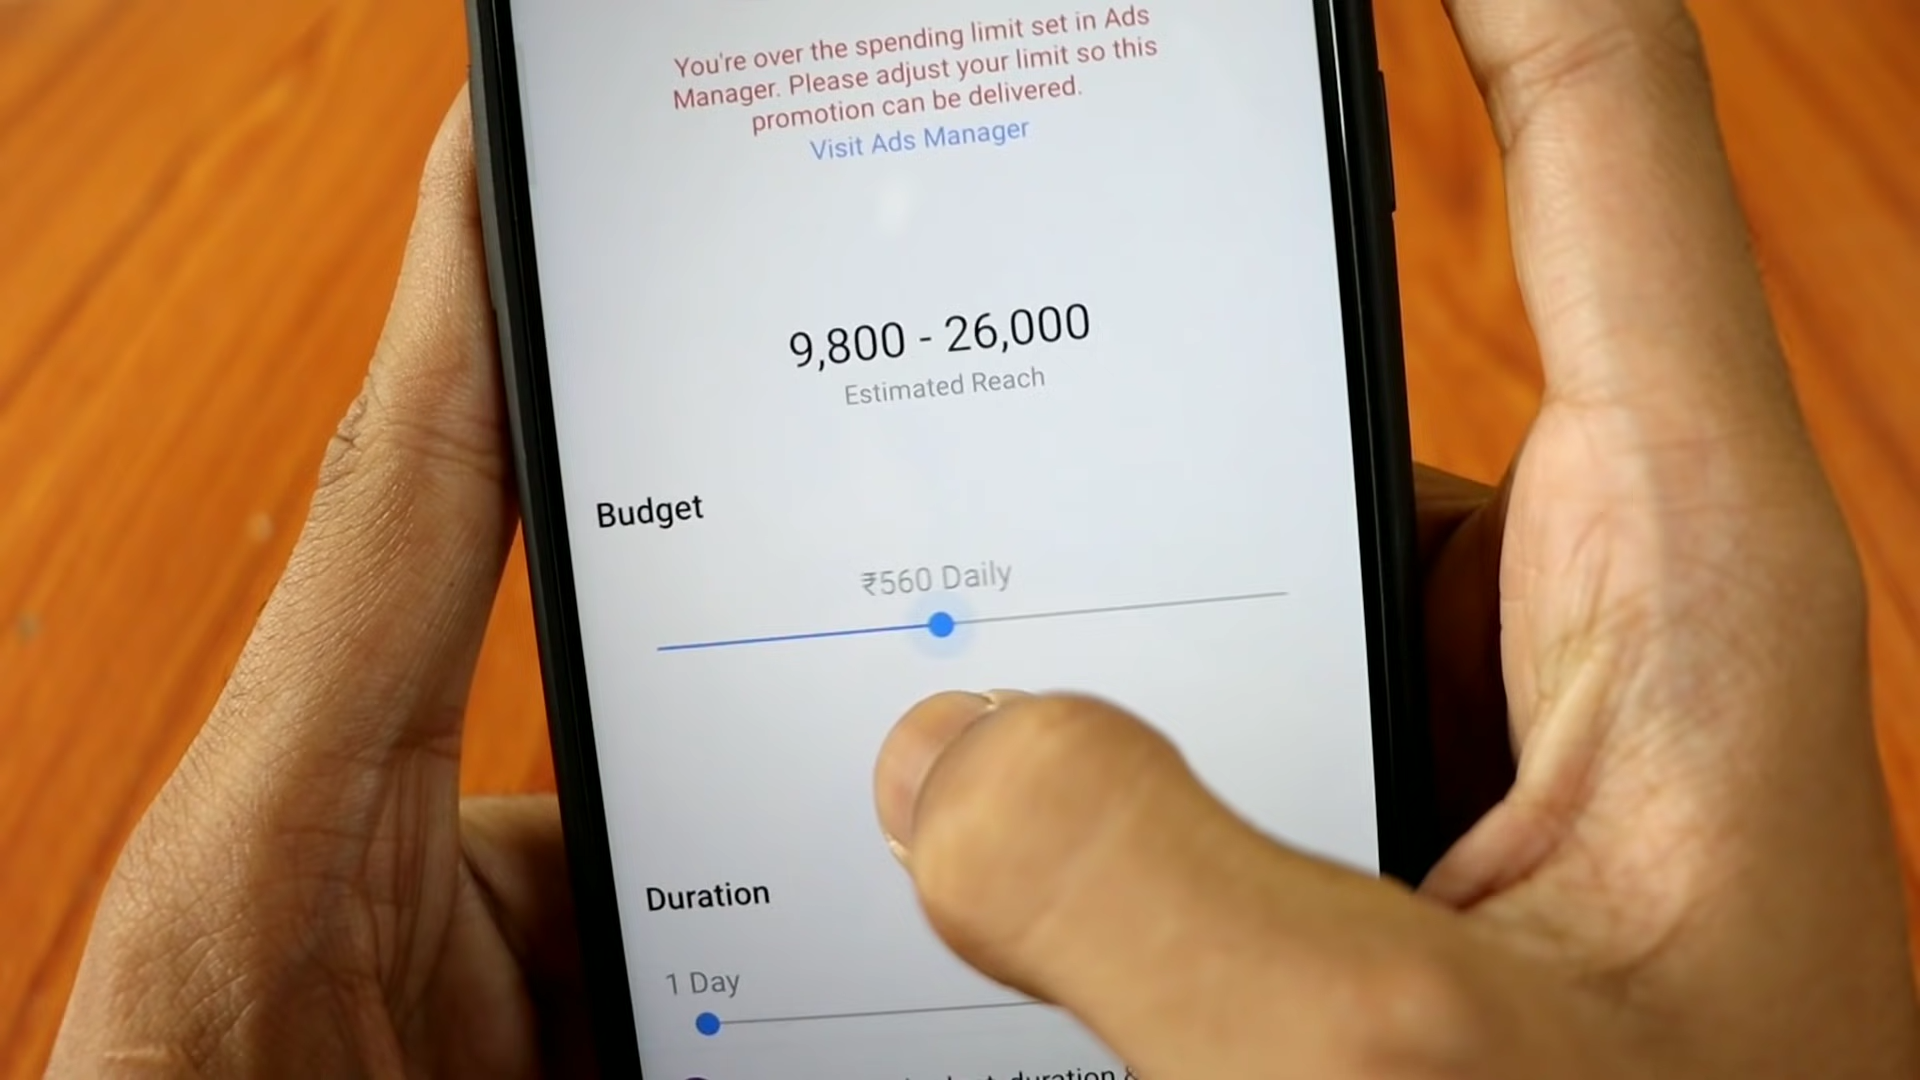 You're over the spending limit set in Ads
Manager. Please adjust your limit so this
promotion can be delivered.
Visit Ads Manager
9,800 - 26,000
Estimated Reach
Budget
₹560 Daily
Duration
1 Day
duration &